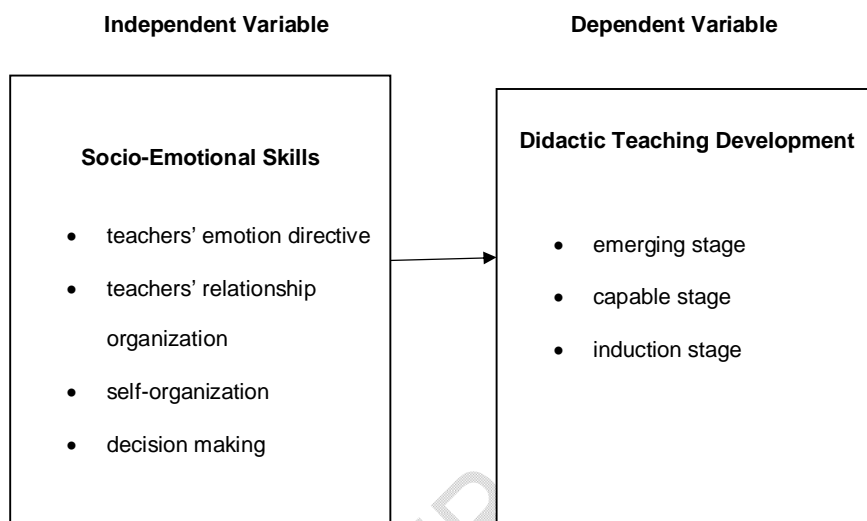 Independent Variable
Dependent Variable
Socio-Emotional Skills
• teachers’ emotion directive
• teachers’ relationship
organization
• self-organization
• decision making
Didactic Teaching Development
• emerging stage
• capable stage
• induction stage